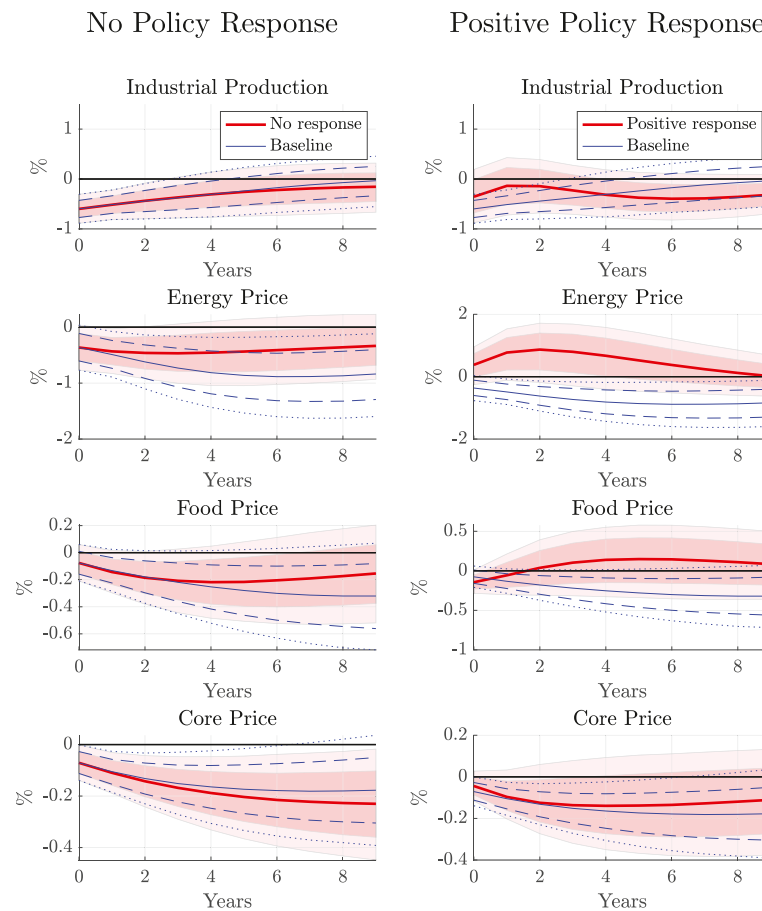 No Policy Response
Positive Policy Response
Industrial Production
No response
Baseline
%
1
0
-1
0 2 4 6 8
Years
Industrial Production
Positive response
Baseline
%
1
0
-1
0 2 4 6 8
Years
Energy Price
%
0
-1
-2
0 2 4 6 8
Years
Energy Price
%
2
0
-2
0 2 4 6 8
Years
Food Price
%
0.2
0
-0.2
-0.4
-0.6
0 2 4 6 8
Years
Food Price
%
0.5
0
-0.5
-1
0 2 4 6 8
Years
Core Price
%
0
-0.2
-0.4
0 2 4 6 8
Years
Core Price
%
0.2
0
-0.2
-0.4
0 2 4 6 8
Years